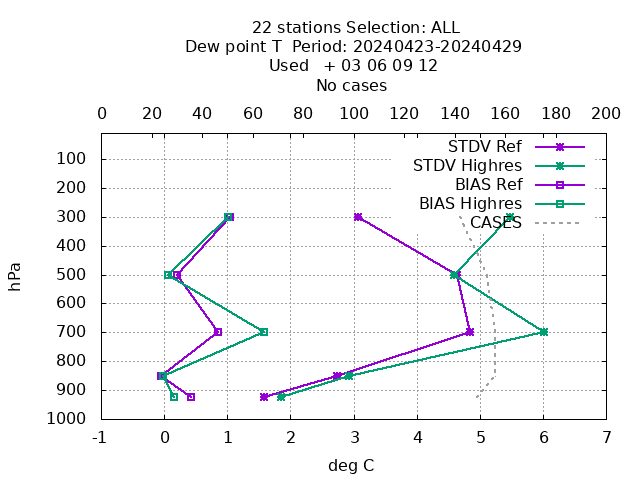 22 stations Selection: ALL
Dew point T  Period: 20240423-20240429
Used   + 03 06 09 12
No cases
0 20 40 60 80 100 120 140 160 180 200
STDV Ref
STDV Highres
BIAS Ref
BIAS Highres
CASES
100
200
300
400
500
600
700
800
900
1000
hPa
-1 0 1 2 3 4 5 6 7
deg C